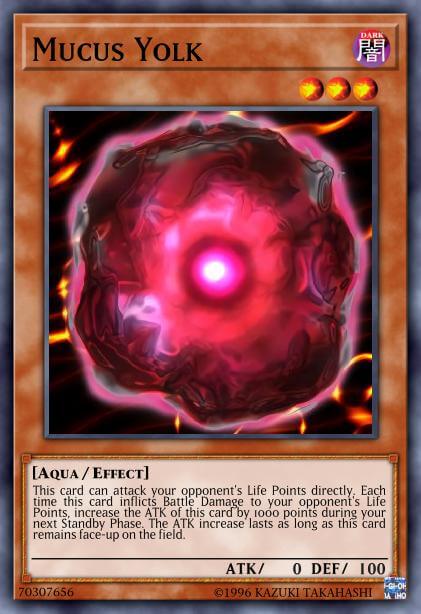 MUCUS YOLK
DARK
闇
[AQUA / EFFECT]
This card can attack your opponent's Life Points directly. Each
time this card inflicts Battle Damage to your opponent's Life
Points, increase the ATK of this card by 1000 points during your
next Standby Phase. The ATK increase lasts as long as this card
remains face-up on the field.
ATK/ 0 DEF/ 100
70307656
©1996 KAZUKI TAKAHASHI